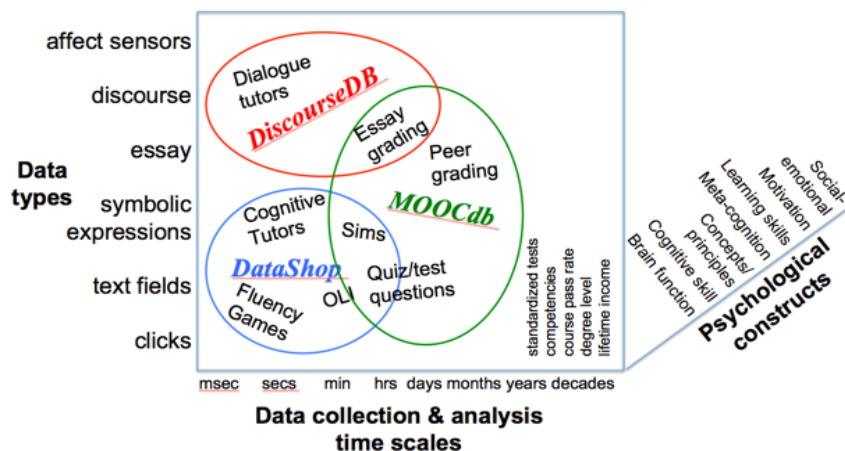 affect sensors
discourse
essay
Data
types
symbolic
expressions
text fields
clicks
Dialogue
tutors
DiscourseDB
Essay
grading
Peer
grading
MOOCdb
Cognitive
Tutors
Sims
DataShop
Quiz/test
questions
OLI
Fluency
Games
standardized tests
competencies
course pass rate
degree level
lifetime income
msec secs min hrs days months years decades
Data collection & analysis
time scales
Social-
emotional
Motivation
Learning skills
Meta-cognition
Concepts/
principles
Cognitive skill
Brain function
Psychological
constructs